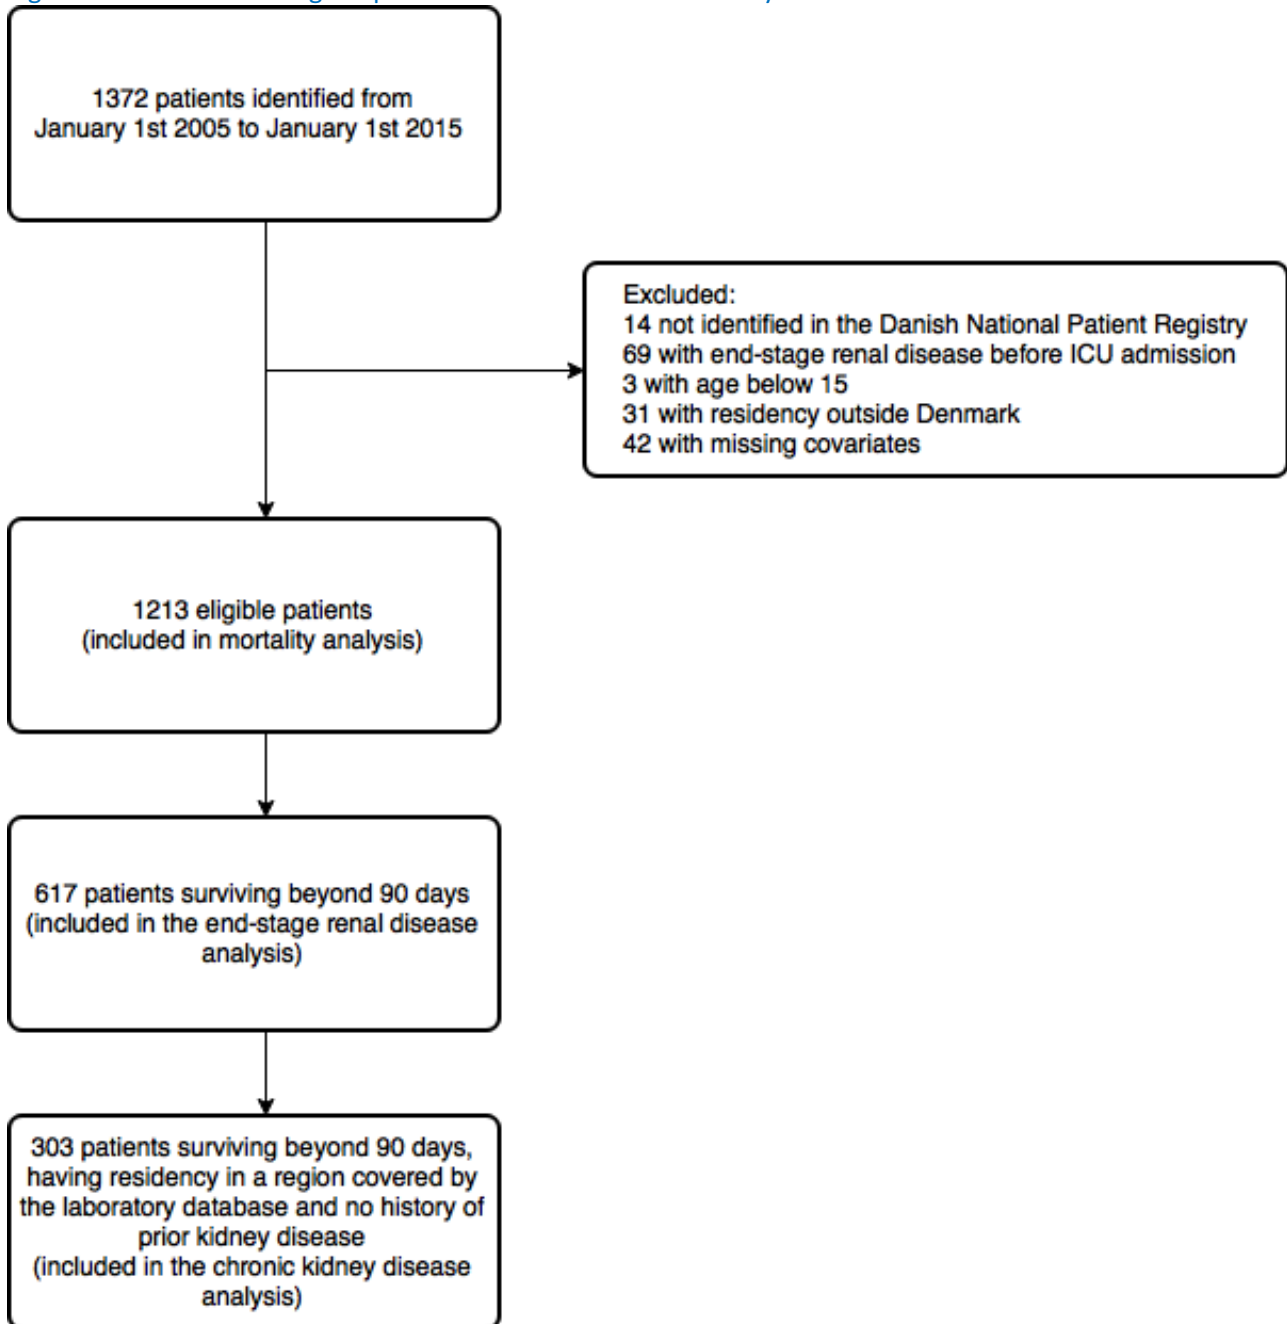 1372 patients identified from
January 1st 2005 to January 1st 2015
Excluded:
14 not identified in the Danish National Patient Registry
69 with end-stage renal disease before ICU admission
3 with age below 15
31 with residency outside Denmark
42 with missing covariates
1213 eligible patients
(included in mortality analysis)
617 patients surviving beyond 90 days
(included in the end-stage renal disease
analysis)
303 patients surviving beyond 90 days,
having residency in a region covered by
the laboratory database and no history of
prior kidney disease
(included in the chronic kidney disease
analysis)